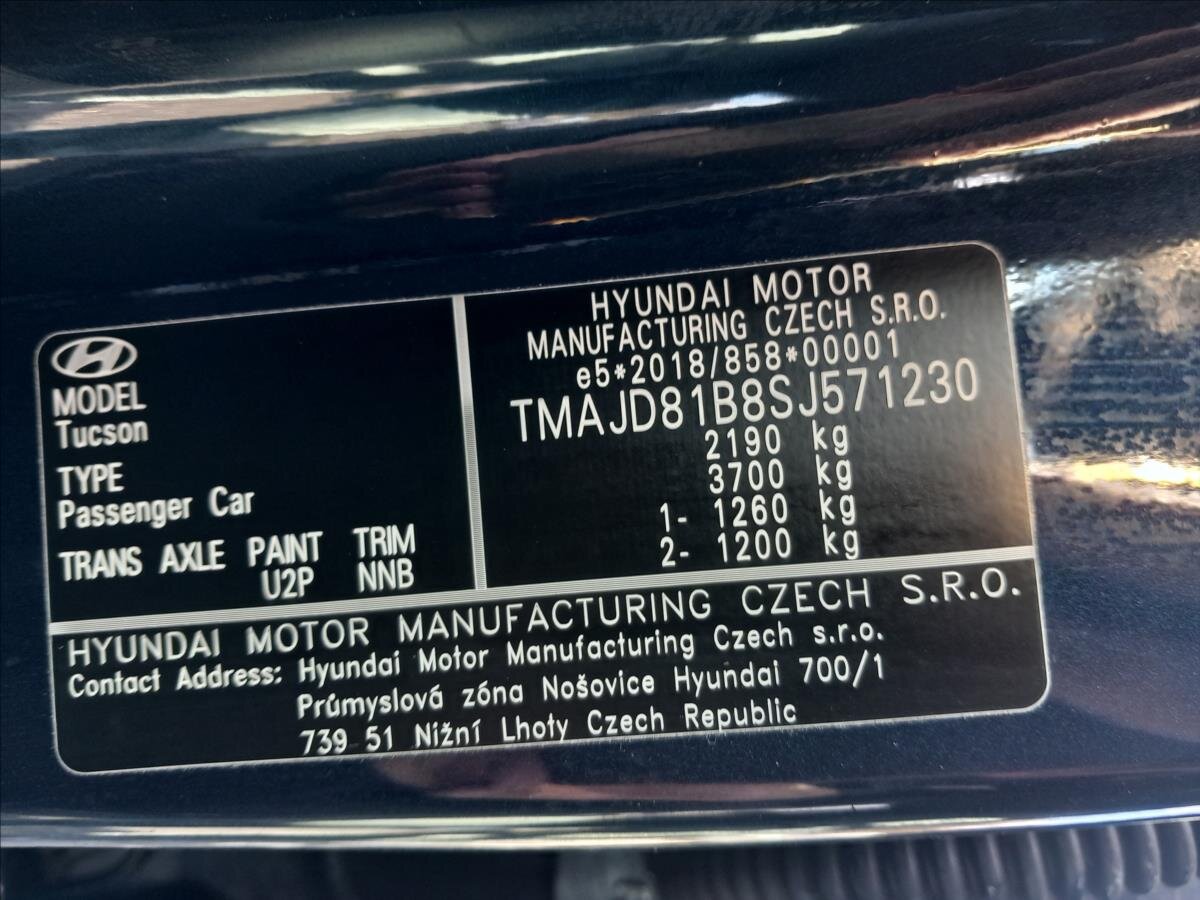 MODEL
Tucson
TYPE
Passenger Car
TRANS AXLE PAINT TRIM
U2P NNB
HYUNDAI MOTOR
MANUFACTURING CZECH S.R.O.
e5*2018/858*00001
TMAJD81B8SJ571230
2190 kg
3700 kg
1- 1260 kg
2- 1200 kg
HYUNDAI MOTOR MANUFACTURING CZECH S.R.O.
Contact Address: Hyundai Motor Manufacturing Czech s.r.o.
Průmyslová zóna Nošovice Hyundai 700/1
739 51 Nižní Lhoty Czech Republic